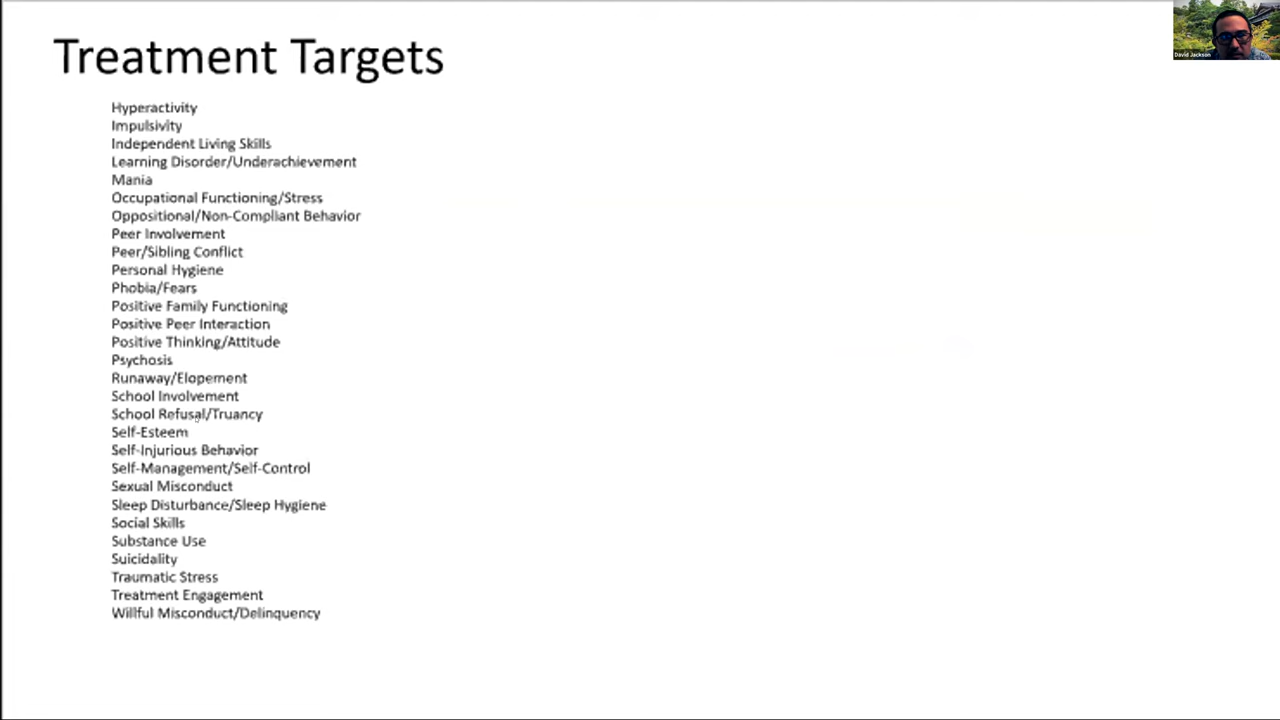 Treatment Targets
Hyperactivity
Impulsivity
Independent Living Skills
Learning Disorder/Underachievement
Mania
Occupational Functioning/Stress
Oppositional/Non-Compliant Behavior
Peer Involvement
Peer/Sibling Conflict
Personal Hygiene
Phobia/Fears
Positive Family Functioning
Positive Peer Interaction
Positive Thinking/Attitude
Psychosis
Runaway/Elopement
School Involvement
School Refusal/Truancy
Self-Esteem
Self-Injurious Behavior
Self-Management/Self-Control
Sexual Misconduct
Sleep Disturbance/Sleep Hygiene
Social Skills
Substance Use
Suicidality
Traumatic Stress
Treatment Engagement
Willful Misconduct/Delinquency
David Jackson